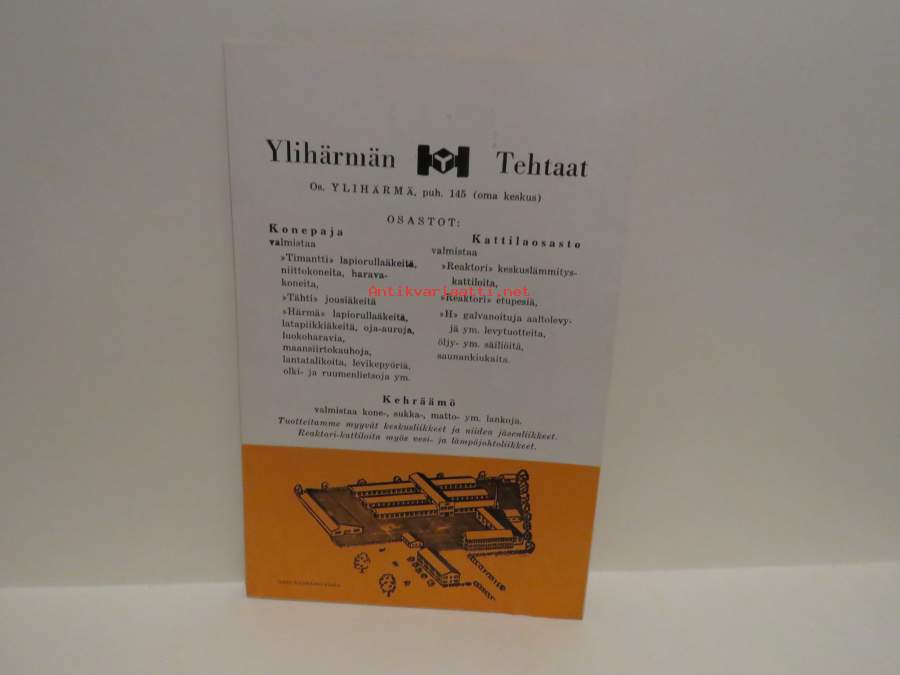 Ylihärmän Tehtaat
Os. YLIHÄRMÄ, puh. 145 (oma keskus)
OSASTOT:
Konepaja
valmistaa
»Timantti» lapiorullaäkeitä,
niittokoneita, harava-
koneita,
»Tähti» jousiäkeitä
»Härmä» lapiorullaäkeitä,
latapiikkiäkeitä, oja-auroja,
luokoharavia,
maansiirtokauhoja,
lantatalikoita, levikepyöriä,
olki- ja ruumenlietsoja ym.
Kattilaosasto
valmistaa
»Reaktori» keskuslämmitys-
kattiloita,
»Reaktori» etupesiä,
»H» galvanoituja aaltolevy-
jä ym. levytuotteita,
öljy- ym. säiliöitä,
saunankiukaita.
Antikvariaatti.net
Kehräämö
valmistaa kone-, sukka-, matto- ym. lankoja.
Tuotteitamme myyvät keskusliikkeet ja niiden jäsenliikkeet.
Reaktori-kattiloita myös vesi- ja lämpöjohtoliikkeet.